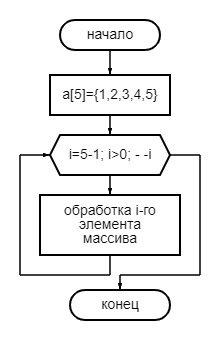 начало
a[5]={1,2,3,4,5}
i=5-1; i>0; - -i
обработка i-го
элемента
массива
конец